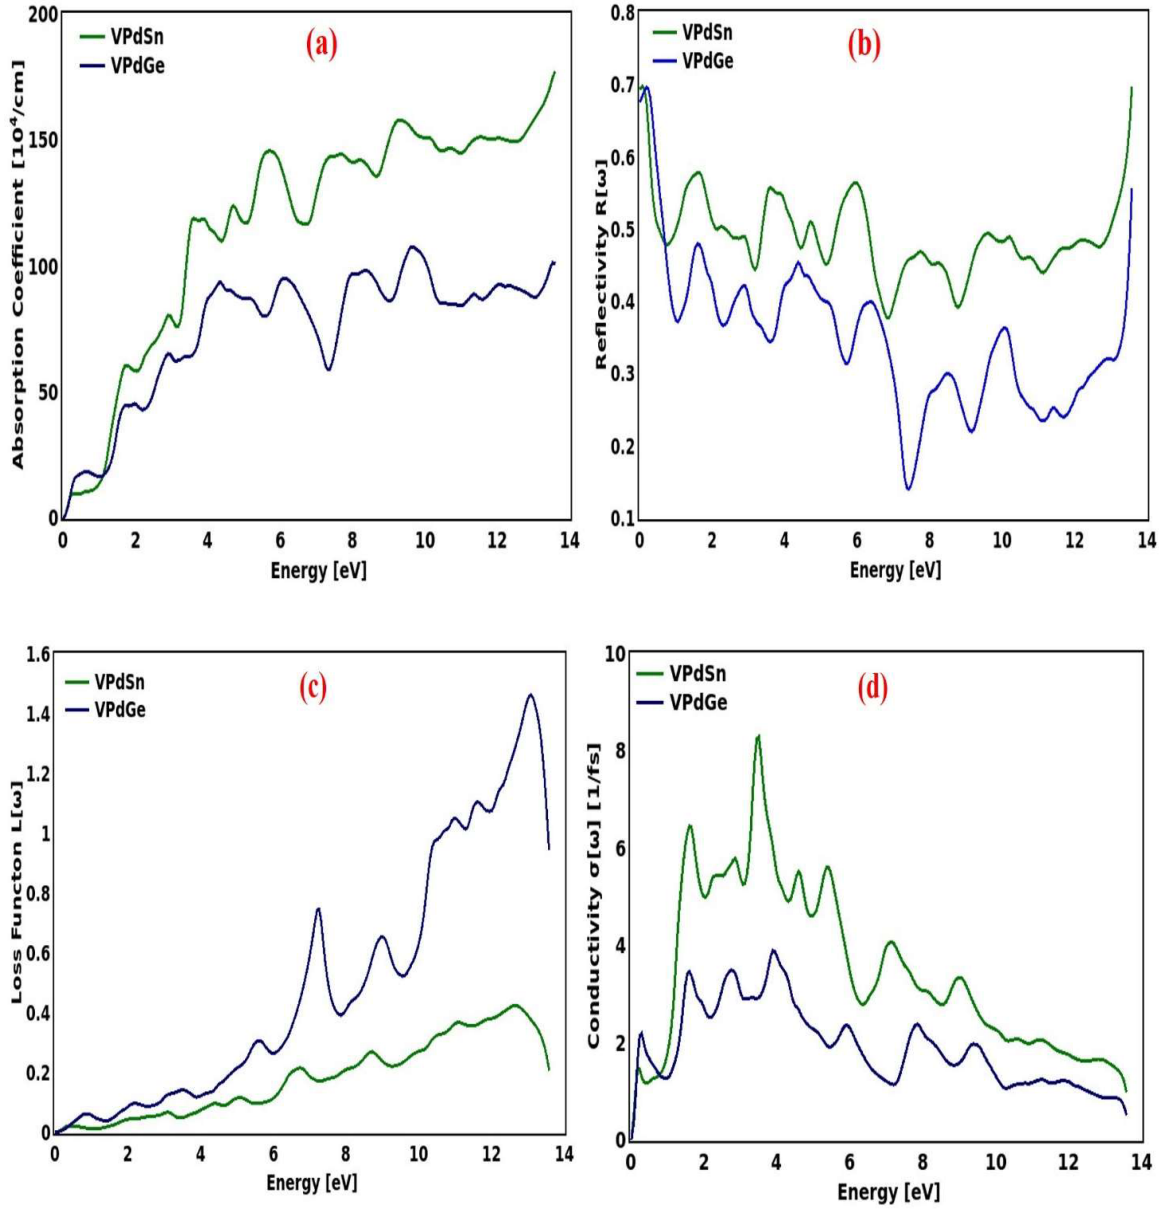 (a)
VPdSn
VPdGe
Absorption Coefficient [10⁴/cm]
200
150
100
50
0
0 2 4 6 8 10 12 14
Energy [eV]
(b)
VPdSn
VPdGe
Reflectivity R[ω]
0.8
0.7
0.6
0.5
0.4
0.3
0.2
0.1
0 2 4 6 8 10 12 14
Energy [eV]
(c)
VPdSn
VPdGe
Loss Functon L[ω]
1.6
1.4
1.2
1
0.8
0.6
0.4
0.2
0
0 2 4 6 8 10 12 14
Energy [eV]
(d)
VPdSn
VPdGe
Conductivity σ[ω] [1/fs]
10
8
6
4
2
0
0 2 4 6 8 10 12 14
Energy [eV]